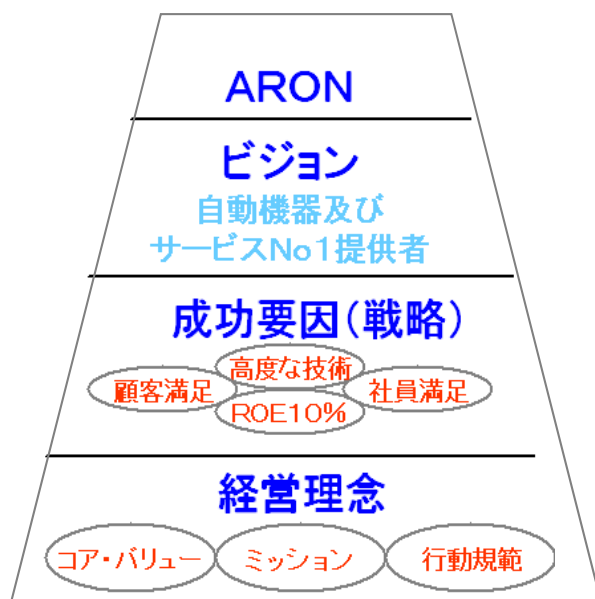 ARON
ビジョン
自動機器及び
サービスNo1提供者
成功要因(戦略)
高度な技術
顧客満足
社員満足
ROE10%
経営理念
コア・バリュー
ミッション
行動規範